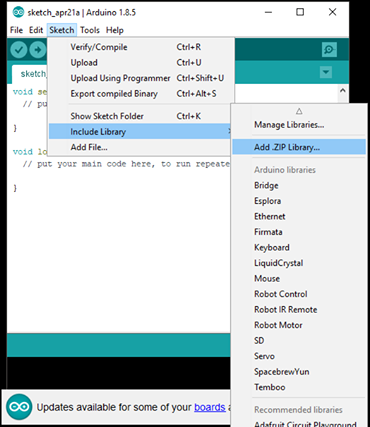 sketch_apr21a | Arduino 1.8.5
File Edit Sketch Tools Help
Verify/Compile Ctrl+R
Upload Ctrl+U
Upload Using Programmer Ctrl+Shift+U
Export compiled Binary Ctrl+Alt+S
Show Sketch Folder Ctrl+K
Include Library
Add File...
Manage Libraries...
Add .ZIP Library...
Arduino libraries
Bridge
Esplora
Ethernet
Firmata
Keyboard
LiquidCrystal
Mouse
Robot Control
Robot IR Remote
Robot Motor
SD
Servo
SpacebrewYun
Temboo
Recommended libraries
Adafruit Circuit Playground
sketch_
void se
// pu
}
void lo
// put your main code here, to run repeate
}
Updates available for some of your boards a